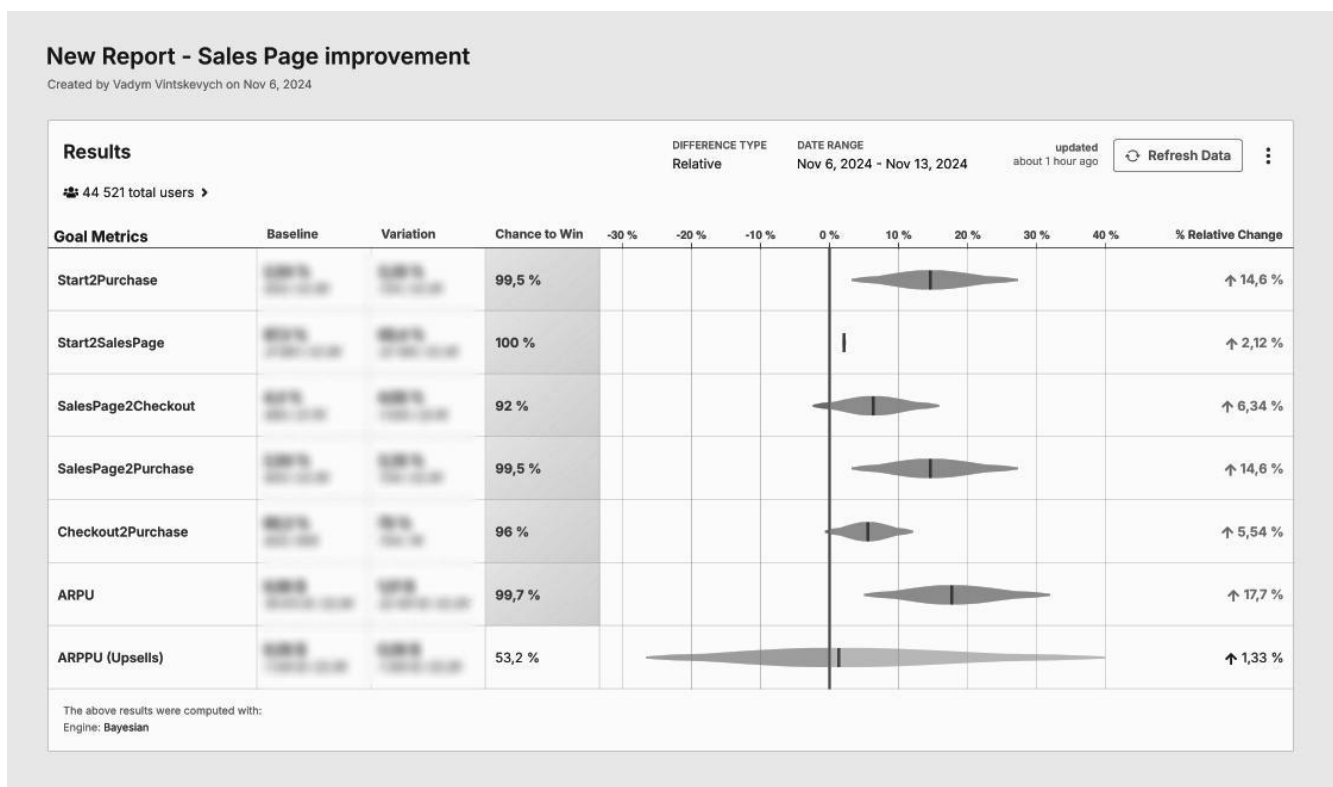 New Report - Sales Page improvement
Created by Vadym Vintskevych on Nov 6, 2024
Results
DIFFERENCE TYPE
Relative
DATE RANGE
Nov 6, 2024 - Nov 13, 2024
updated
about 1 hour ago
Refresh Data
44 521 total users
Goal Metrics Baseline Variation Chance to Win -30 % -20 % -10 % 0 % 10 % 20 % 30 % 40 % % Relative Change
Start2Purchase 99,5 % 14,6 %
Start2SalesPage 100 % 2,12 %
SalesPage2Checkout 92 % 6,34 %
SalesPage2Purchase 99,5 % 14,6 %
Checkout2Purchase 96 % 5,54 %
ARPU 99,7 % 17,7 %
ARPPU (Upsells) 53,2 % 1,33 %
The above results were computed with:
Engine: Bayesian